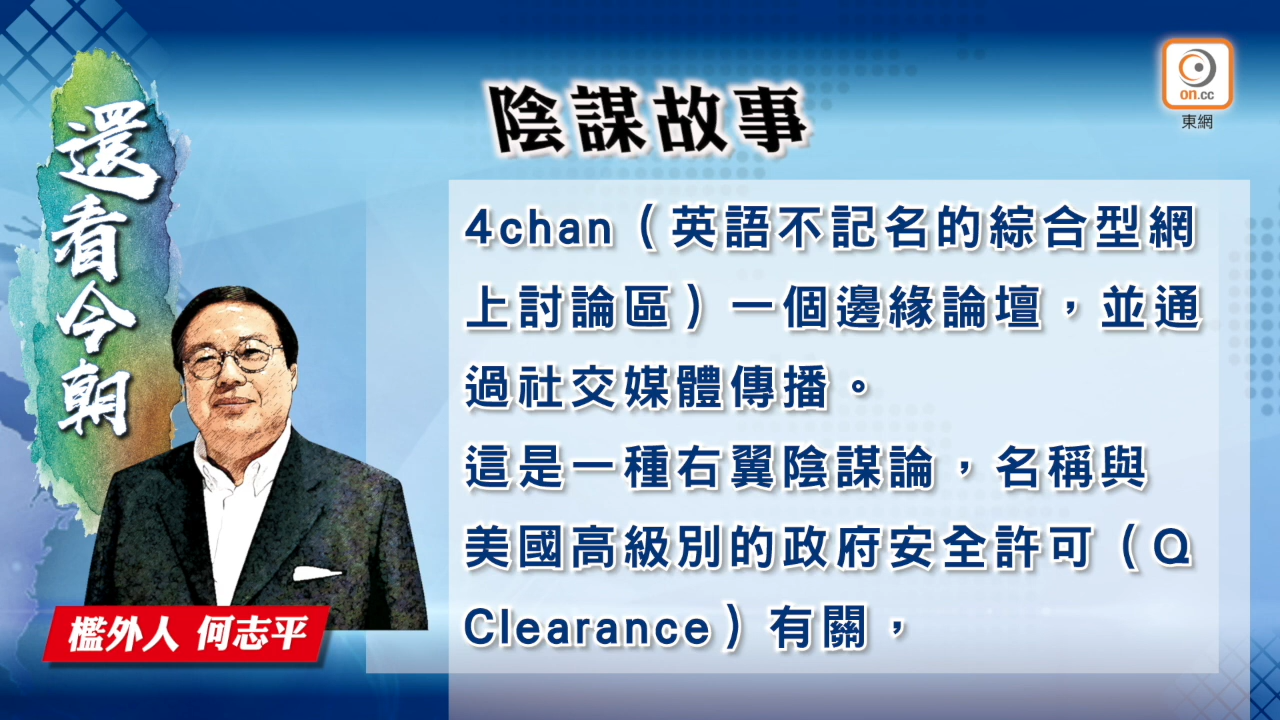 還看今朝
陰謀故事
on.cc
東網
4chan（英語不記名的綜合型網
上討論區）一個邊緣論壇，並通
過社交媒體傳播。
這是一種右翼陰謀論，名稱與
美國高級別的政府安全許可（Q
Clearance）有關，
檻外人 何志平